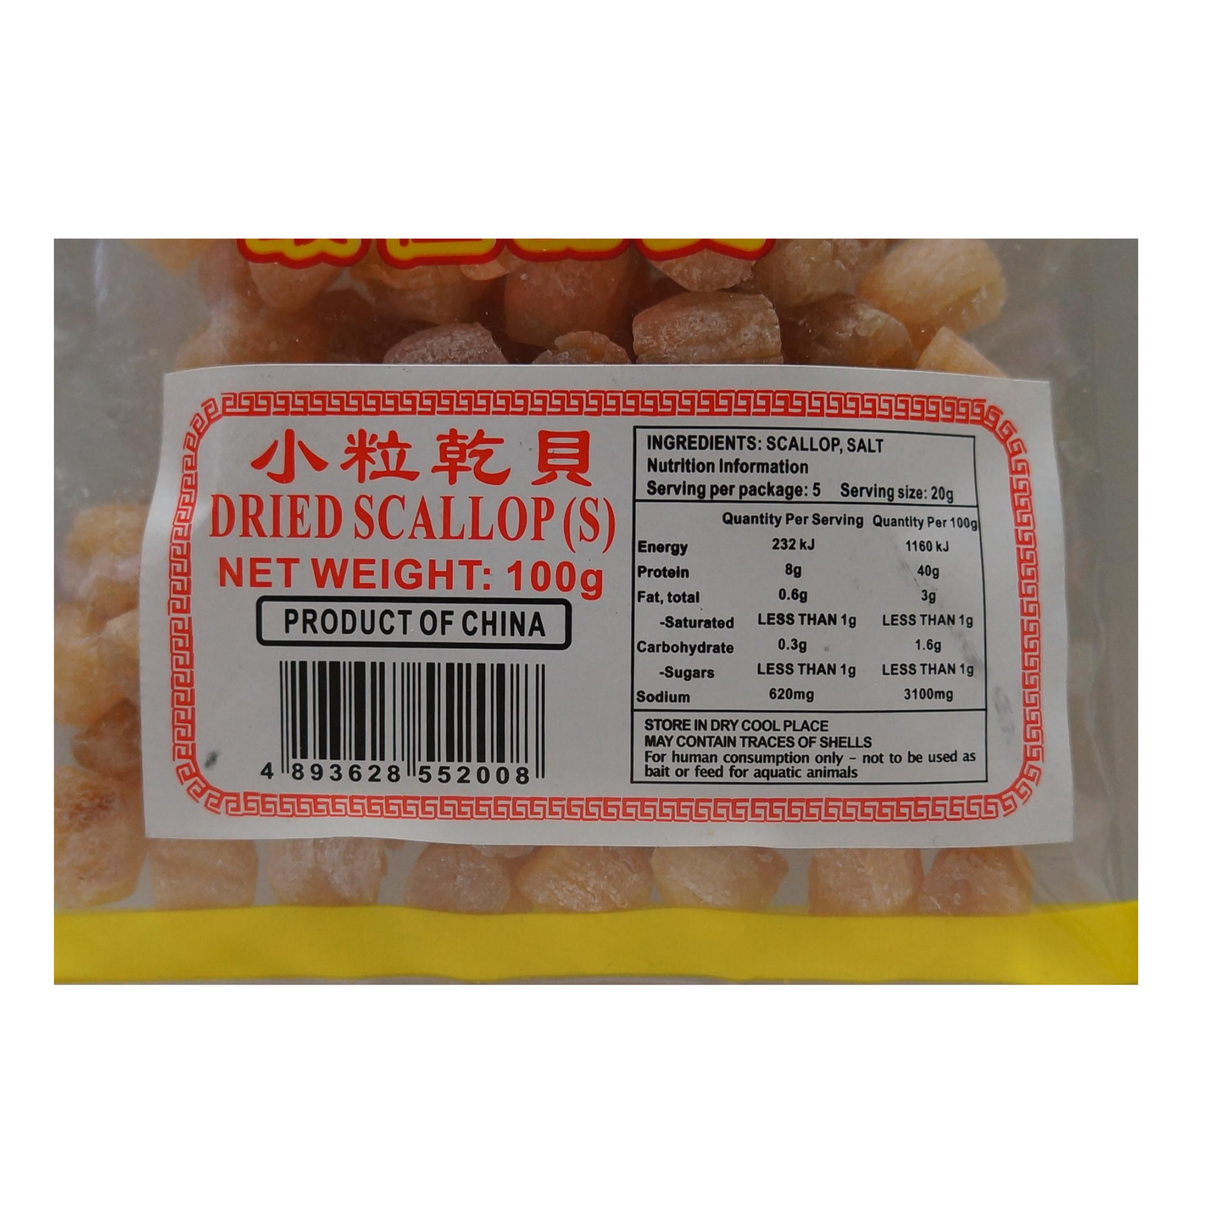 小粒乾貝
DRIED SCALLOP (S)
NET WEIGHT: 100g
PRODUCT OF CHINA
4 893628 552008
INGREDIENTS: SCALLOP, SALT
Nutrition Information
Serving per package: 5 Serving size: 20g
Quantity Per Serving Quantity Per 100g
Energy 232 kJ 1160 kJ
Protein 8g 40g
Fat, total 0.6g 3g
-Saturated LESS THAN 1g LESS THAN 1g
Carbohydrate 0.3g 1.6g
-Sugars LESS THAN 1g LESS THAN 1g
Sodium 620mg 3100mg
STORE IN DRY COOL PLACE
MAY CONTAIN TRACES OF SHELLS
For human consumption only – not to be used as
bait or feed for aquatic animals